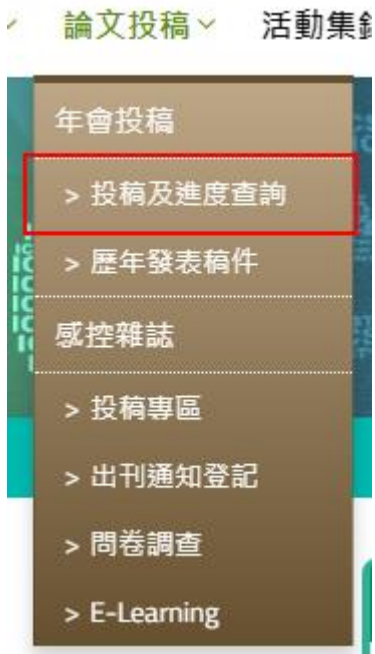 論文投稿 活動集
年會投稿
> 投稿及進度查詢
> 歷年發表稿件
感控雜誌
> 投稿專區
> 出刊通知登記
> 問卷調查
> E-Learning